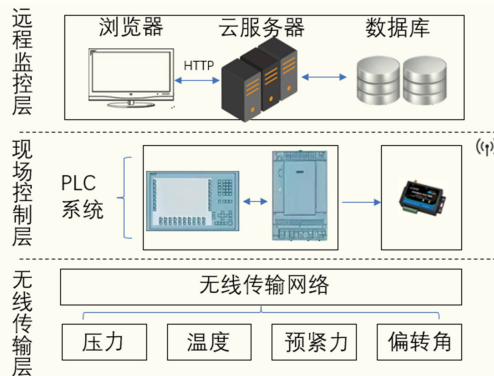 远程监控层
浏览器
云服务器
数据库
HTTP
现场控制层
PLC
系统
无线传输层
无线传输网络
压力
温度
预紧力
偏转角